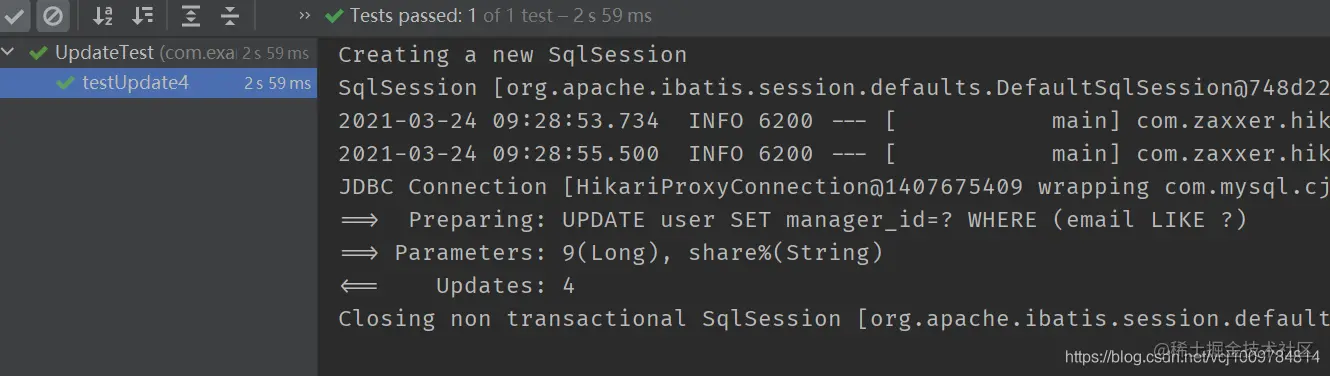 Tests passed: 1 of 1 test – 2 s 59 ms
UpdateTest (com.exa 2 s 59 ms
testUpdate4 2 s 59 ms
Creating a new SqlSession
SqlSession [org.apache.ibatis.session.defaults.DefaultSqlSession@748d22
2021-03-24 09:28:53.734  INFO 6200 --- [           main] com.zaxxer.hik
2021-03-24 09:28:55.500  INFO 6200 --- [           main] com.zaxxer.hik
JDBC Connection [HikariProxyConnection@1407675409 wrapping com.mysql.cj
==>  Preparing: UPDATE user SET manager_id=? WHERE (email LIKE ?)
==> Parameters: 9(Long), share%(String)
<==    Updates: 4
Closing non transactional SqlSession [org.apache.ibatis.session.default
@稀土掘金技术社区